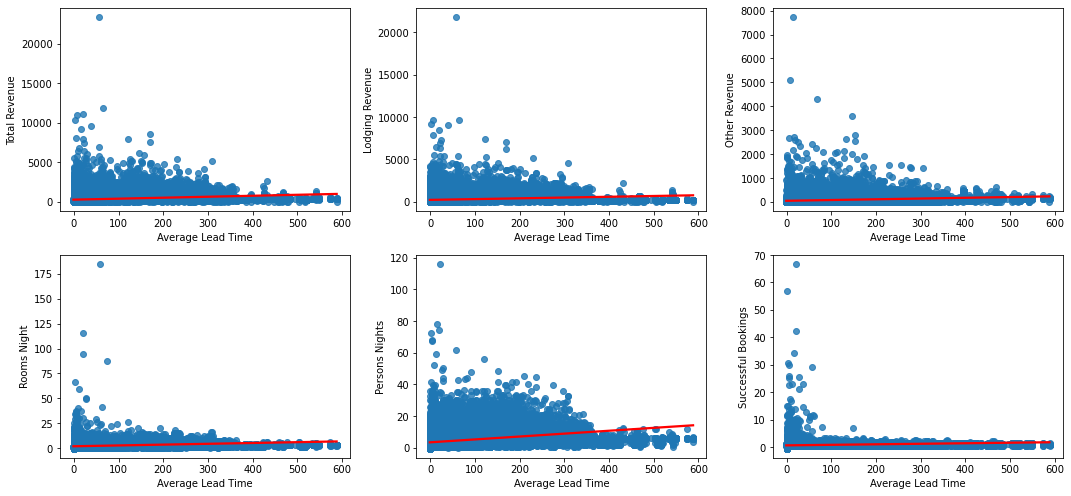 20000
15000
10000
5000
0
Total Revenue
0 100 200 300 400 500 600
Average Lead Time
20000
15000
10000
5000
0
Lodging Revenue
0 100 200 300 400 500 600
Average Lead Time
8000
7000
6000
5000
4000
3000
2000
1000
0
Other Revenue
0 100 200 300 400 500 600
Average Lead Time
175
150
125
100
75
50
25
0
Rooms Night
0 100 200 300 400 500 600
Average Lead Time
120
100
80
60
40
20
0
Persons Nights
0 100 200 300 400 500 600
Average Lead Time
70
60
50
40
30
20
10
0
Successful Bookings
0 100 200 300 400 500 600
Average Lead Time